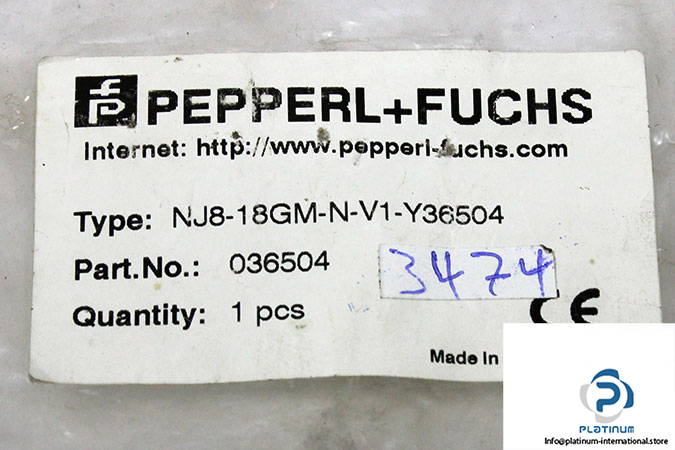 PEPPERL+FUCHS
Internet: http://www.pepperl-fuchs.com
Type: NJ8-18GM-N-V1-Y36504
Part.No.: 036504
3474
Quantity: 1 pcs
CE
Made in
PLATINUM
Info@platinum-international.store